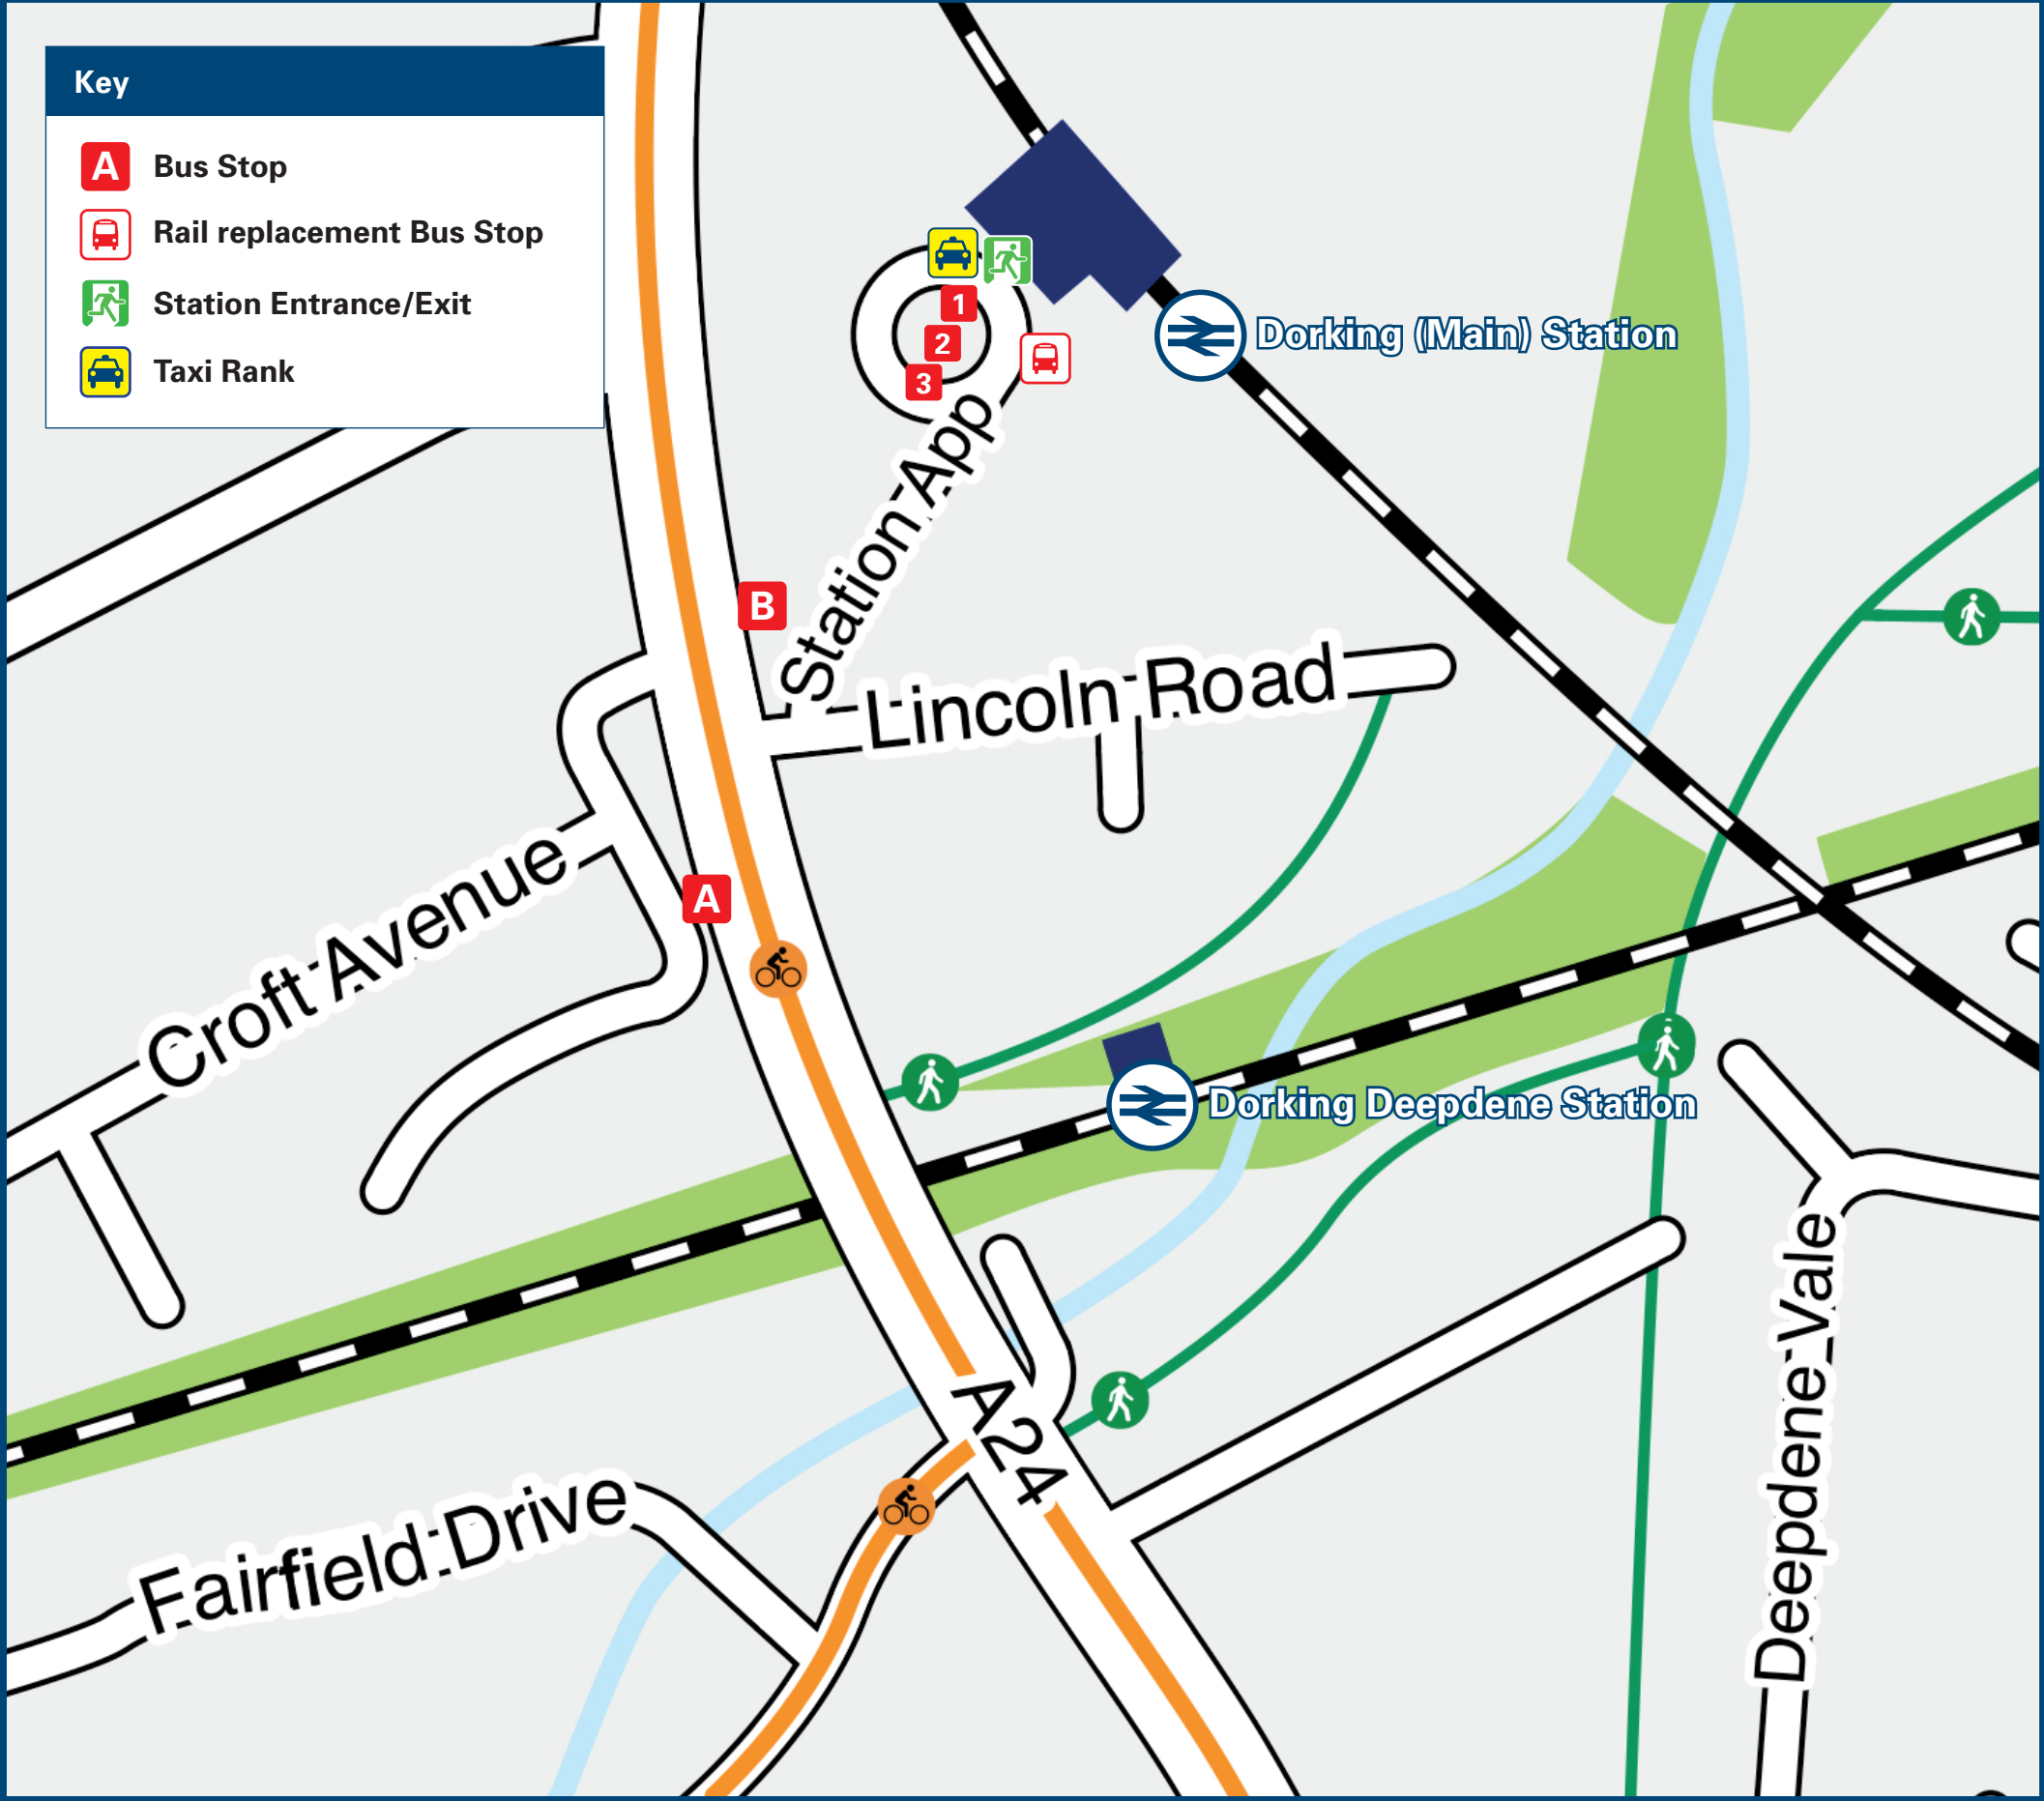 Key
A Bus Stop
Rail replacement Bus Stop
Station Entrance/Exit
Taxi Rank
1
2
3
Dorking (Main) Station
Station App
B
Lincoln Road
A
Croft Avenue
Dorking Deepdene Station
A24
Deepdene Vale
Fairfield Drive